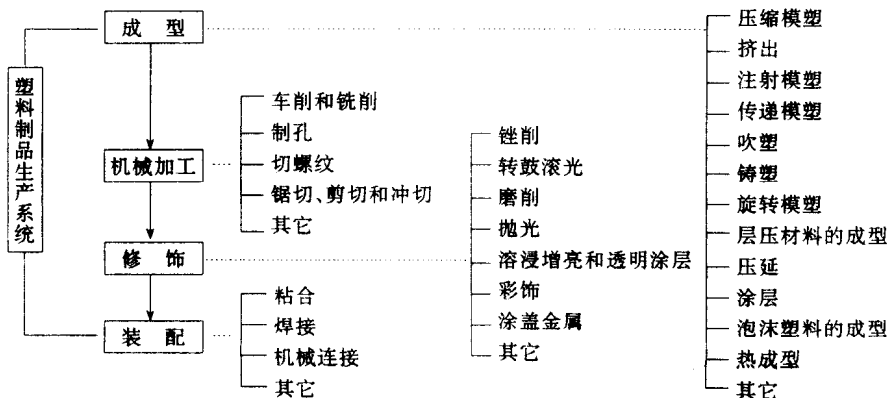 塑料制品生产系统
成 型
机械加工
修 饰
装 配
车削和铣削
制孔
切螺纹
锯切、剪切和冲切
其它
粘合
焊接
机械连接
其它
锉削
转鼓滚光
磨削
抛光
溶浸增亮和透明涂层
彩饰
涂盖金属
其它
压缩模塑
挤出
注射模塑
传递模塑
吹塑
铸塑
旋转模塑
层压材料的成型
压延
涂层
泡沫塑料的成型
热成型
其它